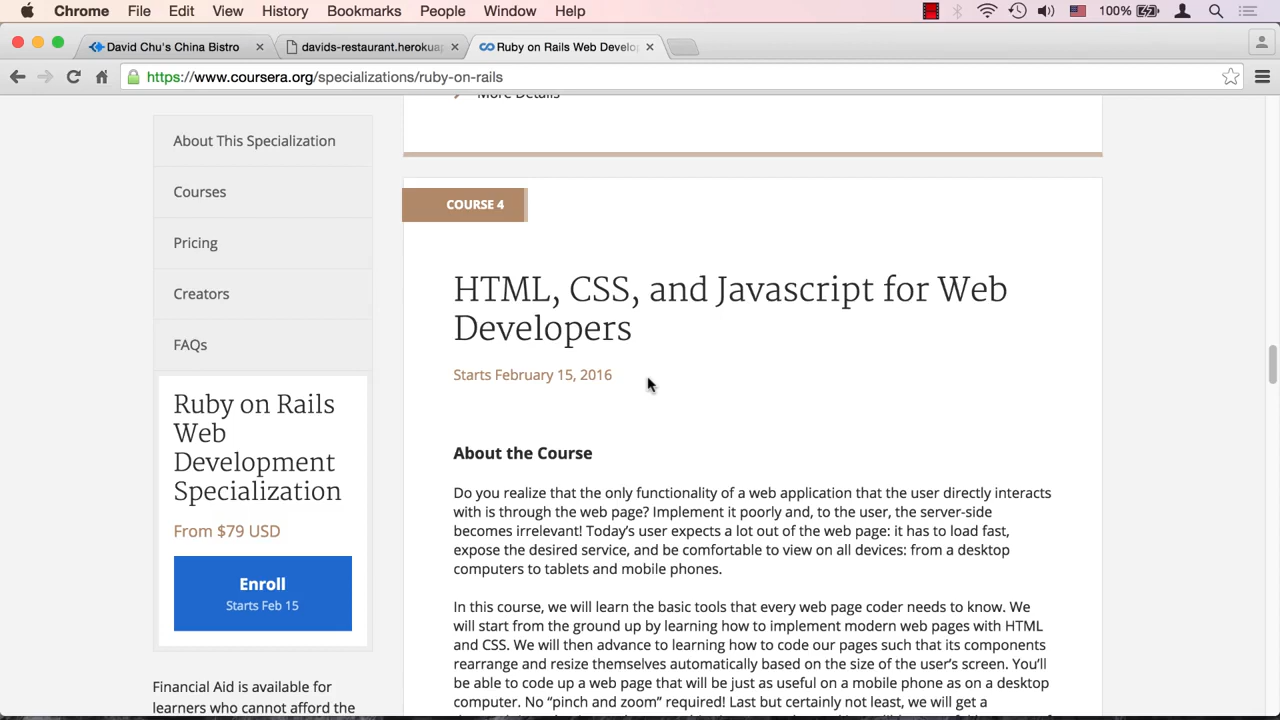 Chrome File Edit View History Bookmarks People Window Help 100%
David Chu's China Bistro
davids-restaurant.herokuap
Ruby on Rails Web Develop
https://www.coursera.org/specializations/ruby-on-rails
About This Specialization
Courses
Pricing
Creators
FAQs
Ruby on Rails
Web
Development
Specialization
From $79 USD
Enroll
Starts Feb 15
Financial Aid is available for
learners who cannot afford the
More Details
COURSE 4
HTML, CSS, and Javascript for Web
Developers
Starts February 15, 2016
About the Course
Do you realize that the only functionality of a web application that the user directly interacts
with is through the web page? Implement it poorly and, to the user, the server-side
becomes irrelevant! Today’s user expects a lot out of the web page: it has to load fast,
expose the desired service, and be comfortable to view on all devices: from a desktop
computers to tablets and mobile phones.
In this course, we will learn the basic tools that every web page coder needs to know. We
will start from the ground up by learning how to implement modern web pages with HTML
and CSS. We will then advance to learning how to code our pages such that its components
rearrange and resize themselves automatically based on the size of the user’s screen. You’ll
be able to code up a web page that will be just as useful on a mobile phone as on a desktop
computer. No “pinch and zoom” required! Last but certainly not least, we will get a